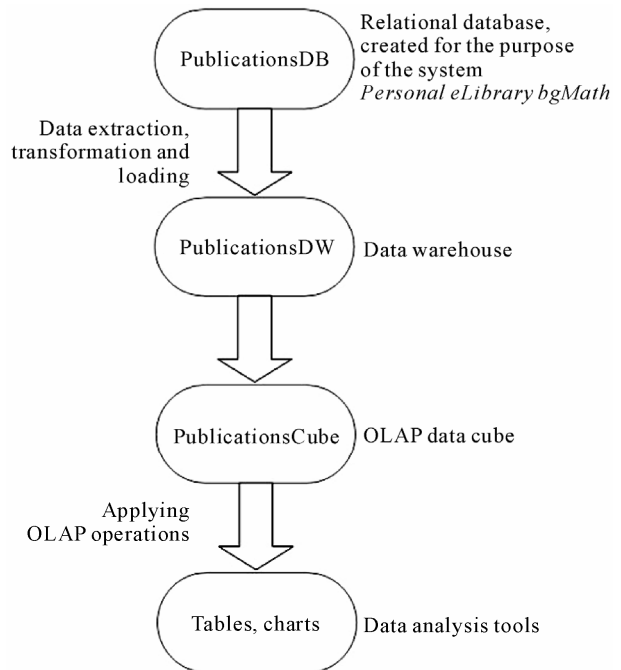 PublicationsDB
Relational database,
created for the purpose
of the system
Personal eLibrary bgMath
Data extraction,
transformation and
loading
PublicationsDW
Data warehouse
PublicationsCube
OLAP data cube
Applying
OLAP operations
Tables, charts
Data analysis tools